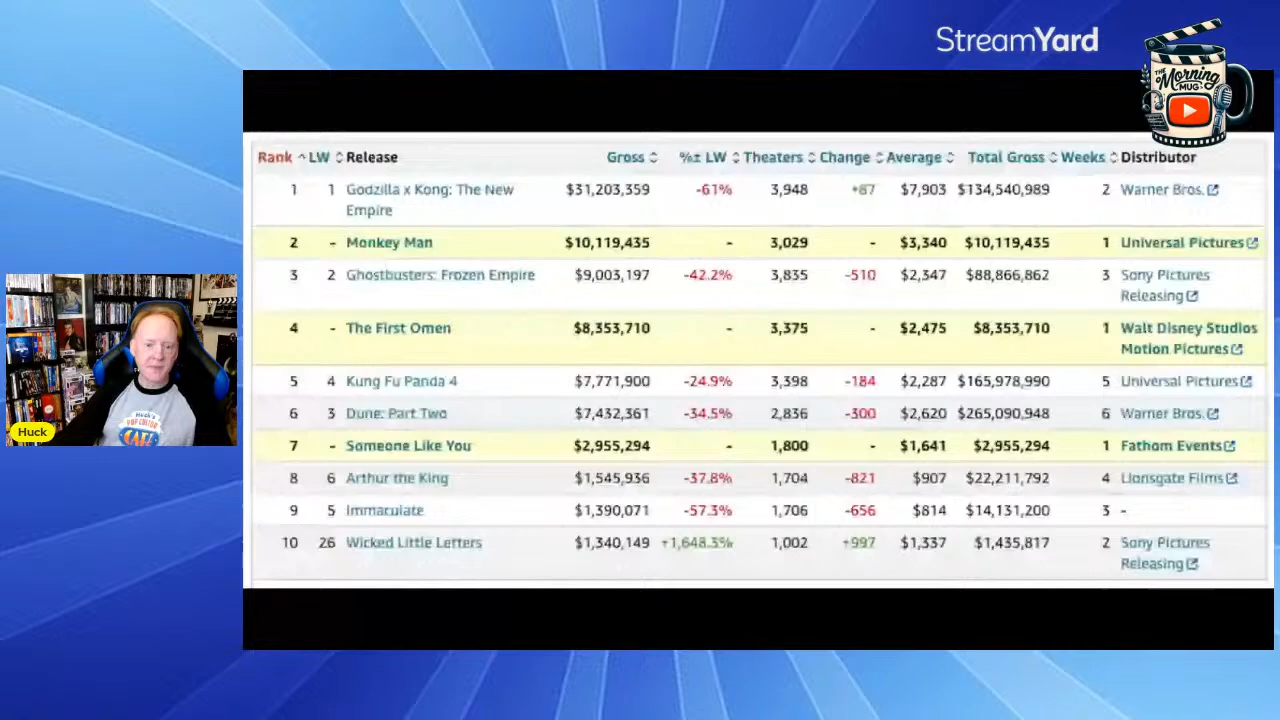 StreamYard
THE
Morning
MUG
Rank LW Release Gross %± LW Theaters Change Average Total Gross Weeks Distributor
1 1 Godzilla x Kong: The New Empire $31,203,359 -61% 3,948 +87 $7,903 $134,540,989 2 Warner Bros.
2 - Monkey Man $10,119,435 - 3,029 - $3,340 $10,119,435 1 Universal Pictures
3 2 Ghostbusters: Frozen Empire $9,003,197 -42.2% 3,835 -510 $2,347 $88,866,862 3 Sony Pictures Releasing
4 - The First Omen $8,353,710 - 3,375 - $2,475 $8,353,710 1 Walt Disney Studios Motion Pictures
5 4 Kung Fu Panda 4 $7,771,900 -24.9% 3,398 -184 $2,287 $165,978,990 5 Universal Pictures
6 3 Dune: Part Two $7,432,361 -34.5% 2,836 -300 $2,620 $265,090,948 6 Warner Bros.
7 - Someone Like You $2,955,294 - 1,800 - $1,641 $2,955,294 1 Fathom Events
8 6 Arthur the King $1,545,936 -37.8% 1,704 -821 $907 $22,211,792 4 Lionsgate Films
9 5 Immaculate $1,390,071 -57.3% 1,706 -656 $814 $14,131,200 3 -
10 26 Wicked Little Letters $1,340,149 +1,648.3% 1,002 +997 $1,337 $1,435,817 2 Sony Pictures Releasing
Huck's
POP CULTURE
CAFE
Huck